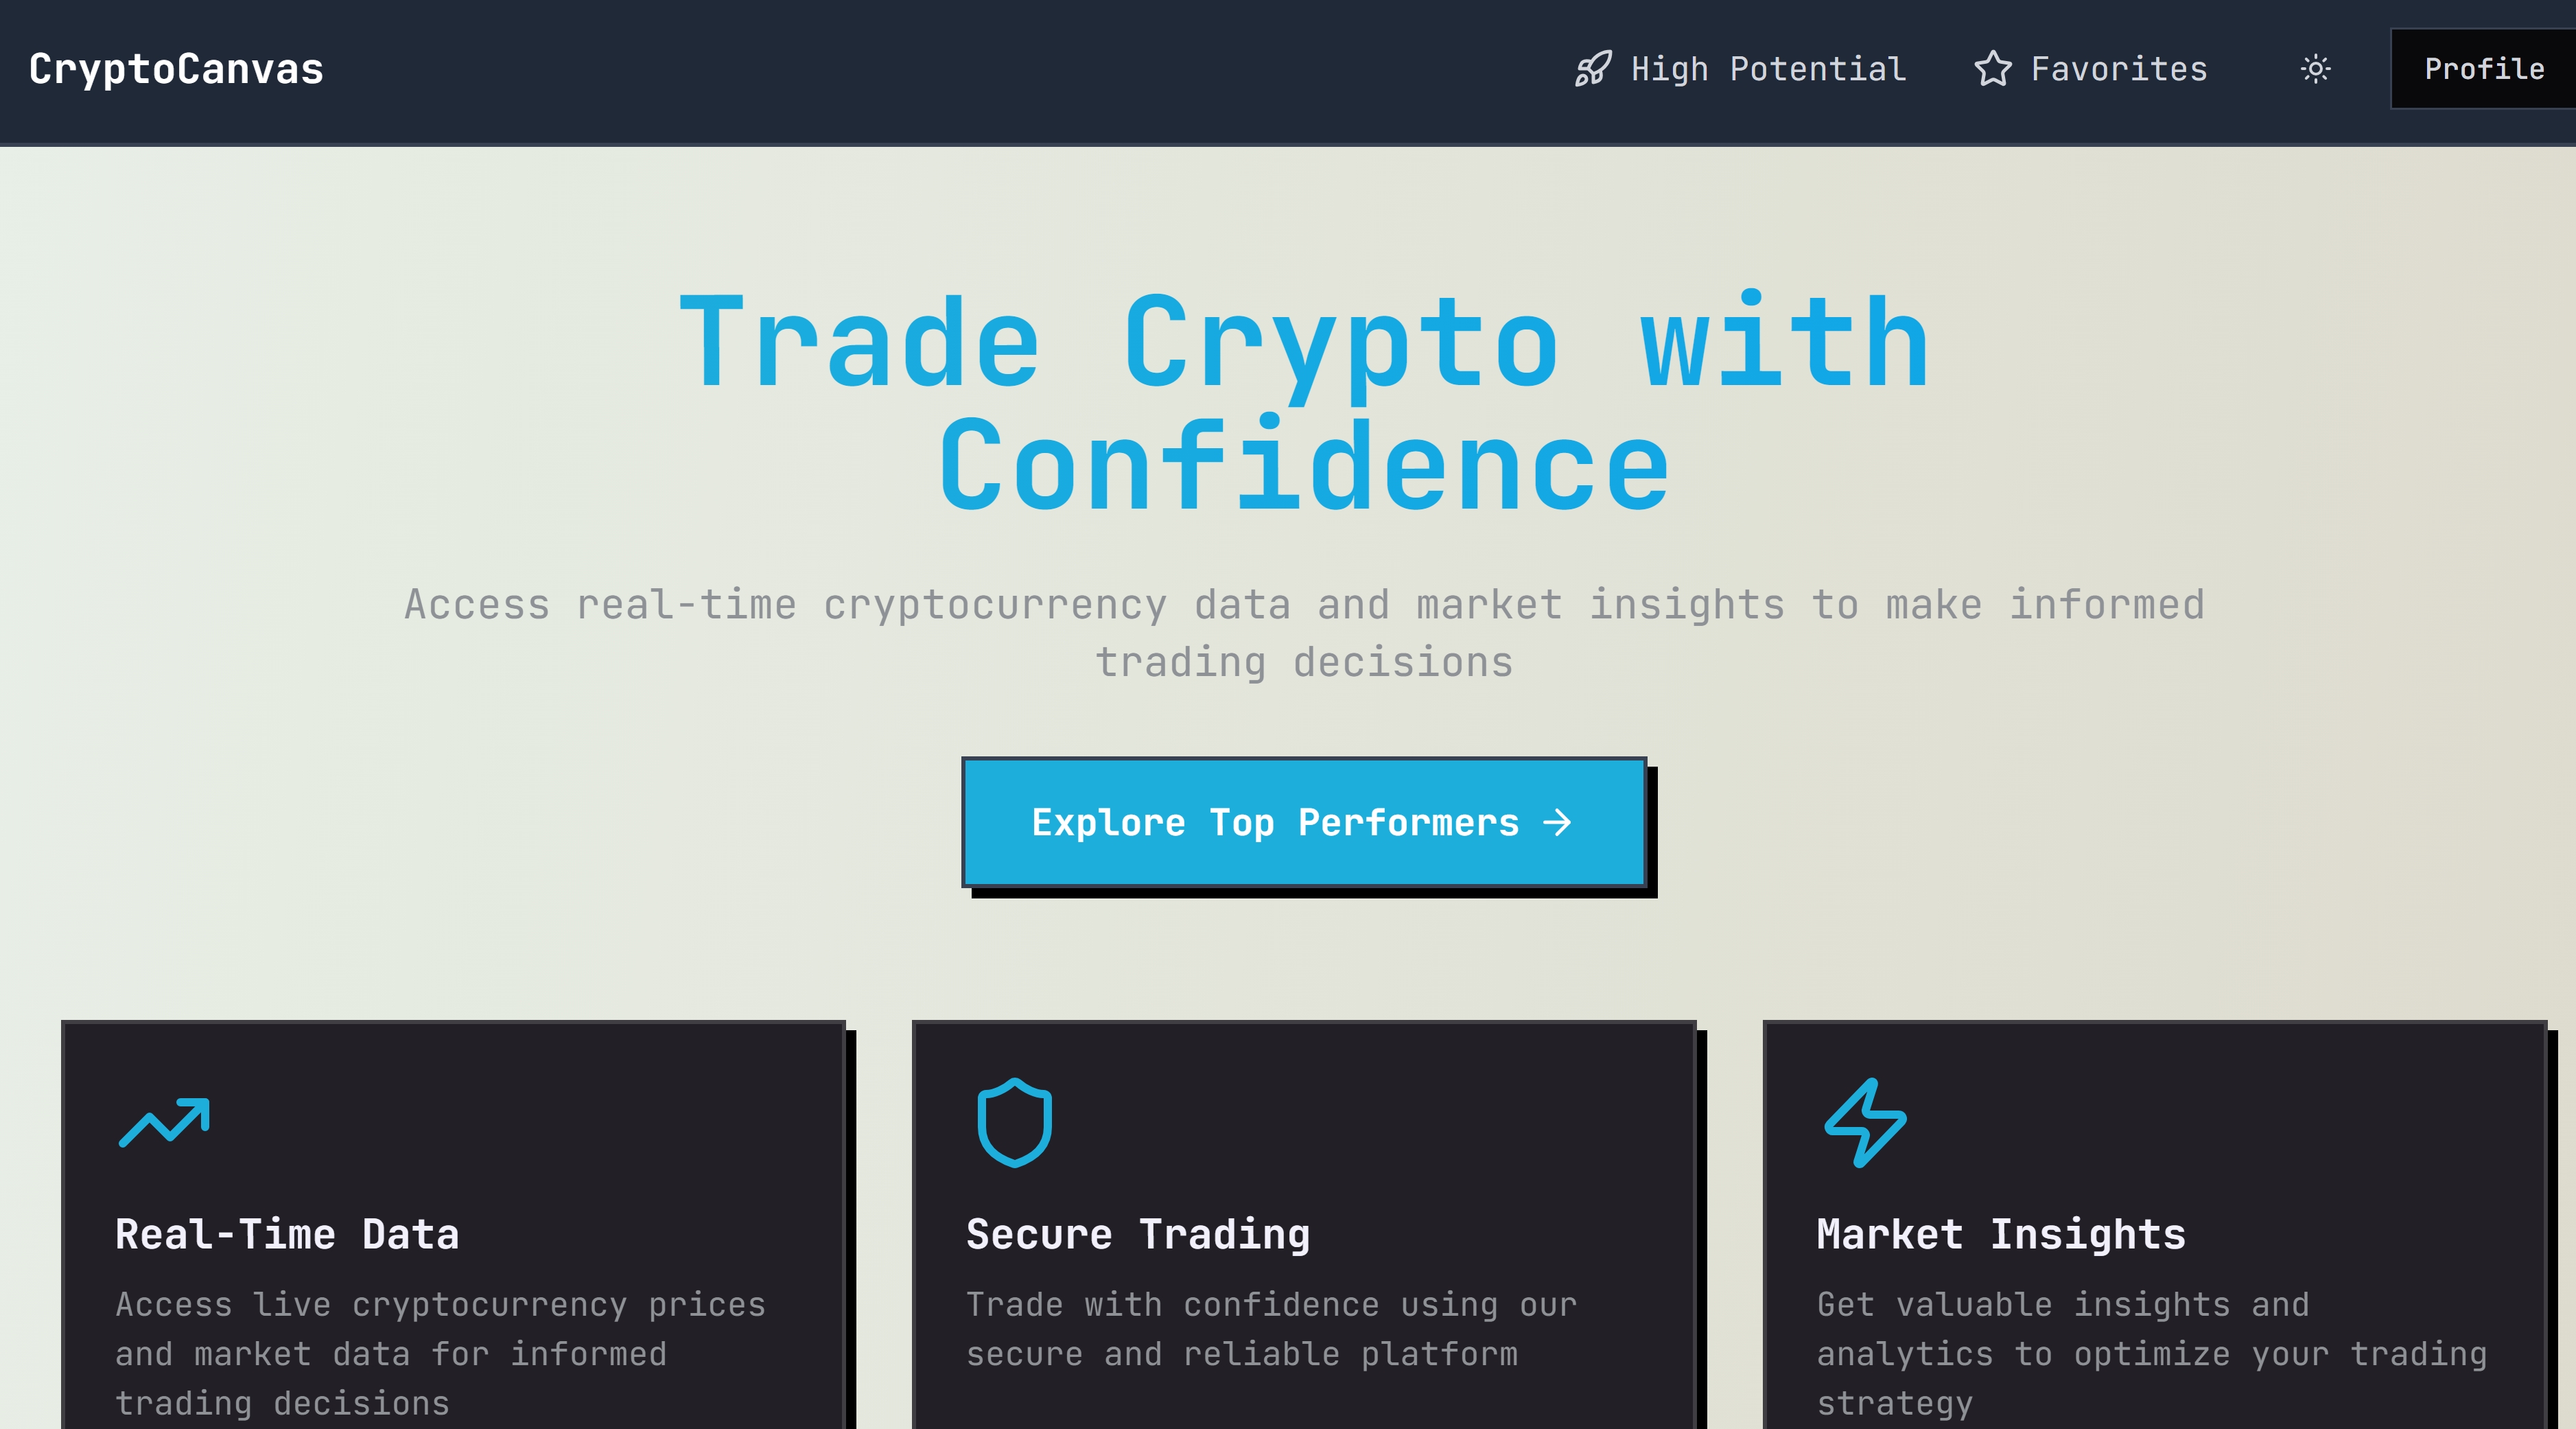 CryptoCanvas
High Potential
Favorites
Profile
Trade Crypto with
Confidence
Access real-time cryptocurrency data and market insights to make informed
trading decisions
Explore Top Performers →
Real-Time Data
Access live cryptocurrency prices
and market data for informed
trading decisions
Secure Trading
Trade with confidence using our
secure and reliable platform
Market Insights
Get valuable insights and
analytics to optimize your trading
strategy